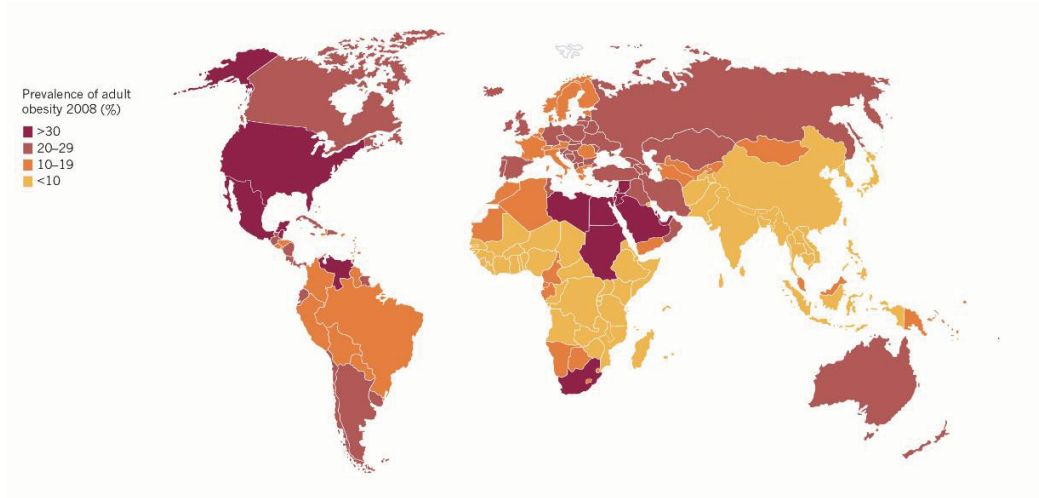 Prevalence of adult
obesity 2008 (%)
>30
20–29
10–19
<10